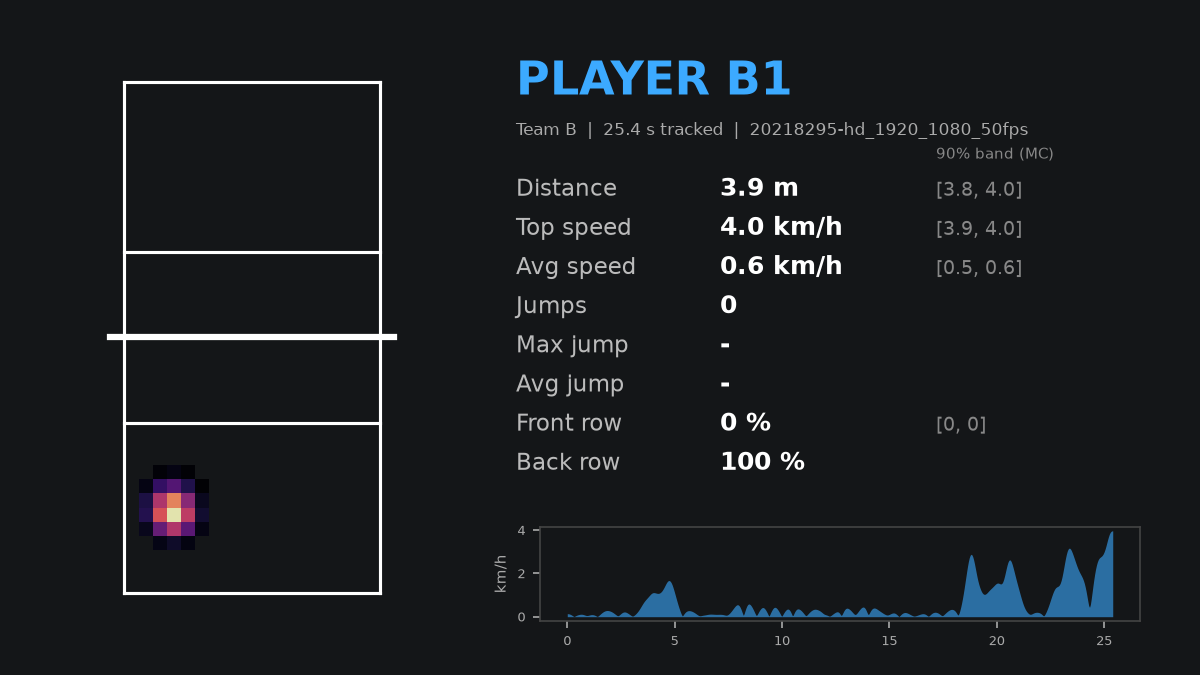 PLAYER B1
Team B | 25.4 s tracked | 20218295-hd_1920_1080_50fps
90% band (MC)
Distance 3.9 m [3.8, 4.0]
Top speed 4.0 km/h [3.9, 4.0]
Avg speed 0.6 km/h [0.5, 0.6]
Jumps 0
Max jump -
Avg jump -
Front row 0 % [0, 0]
Back row 100 %
4
2
0
km/h
0 5 10 15 20 25